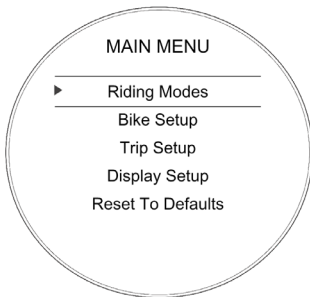 MAIN MENU
Riding Modes
Bike Setup
Trip Setup
Display Setup
Reset To Defaults